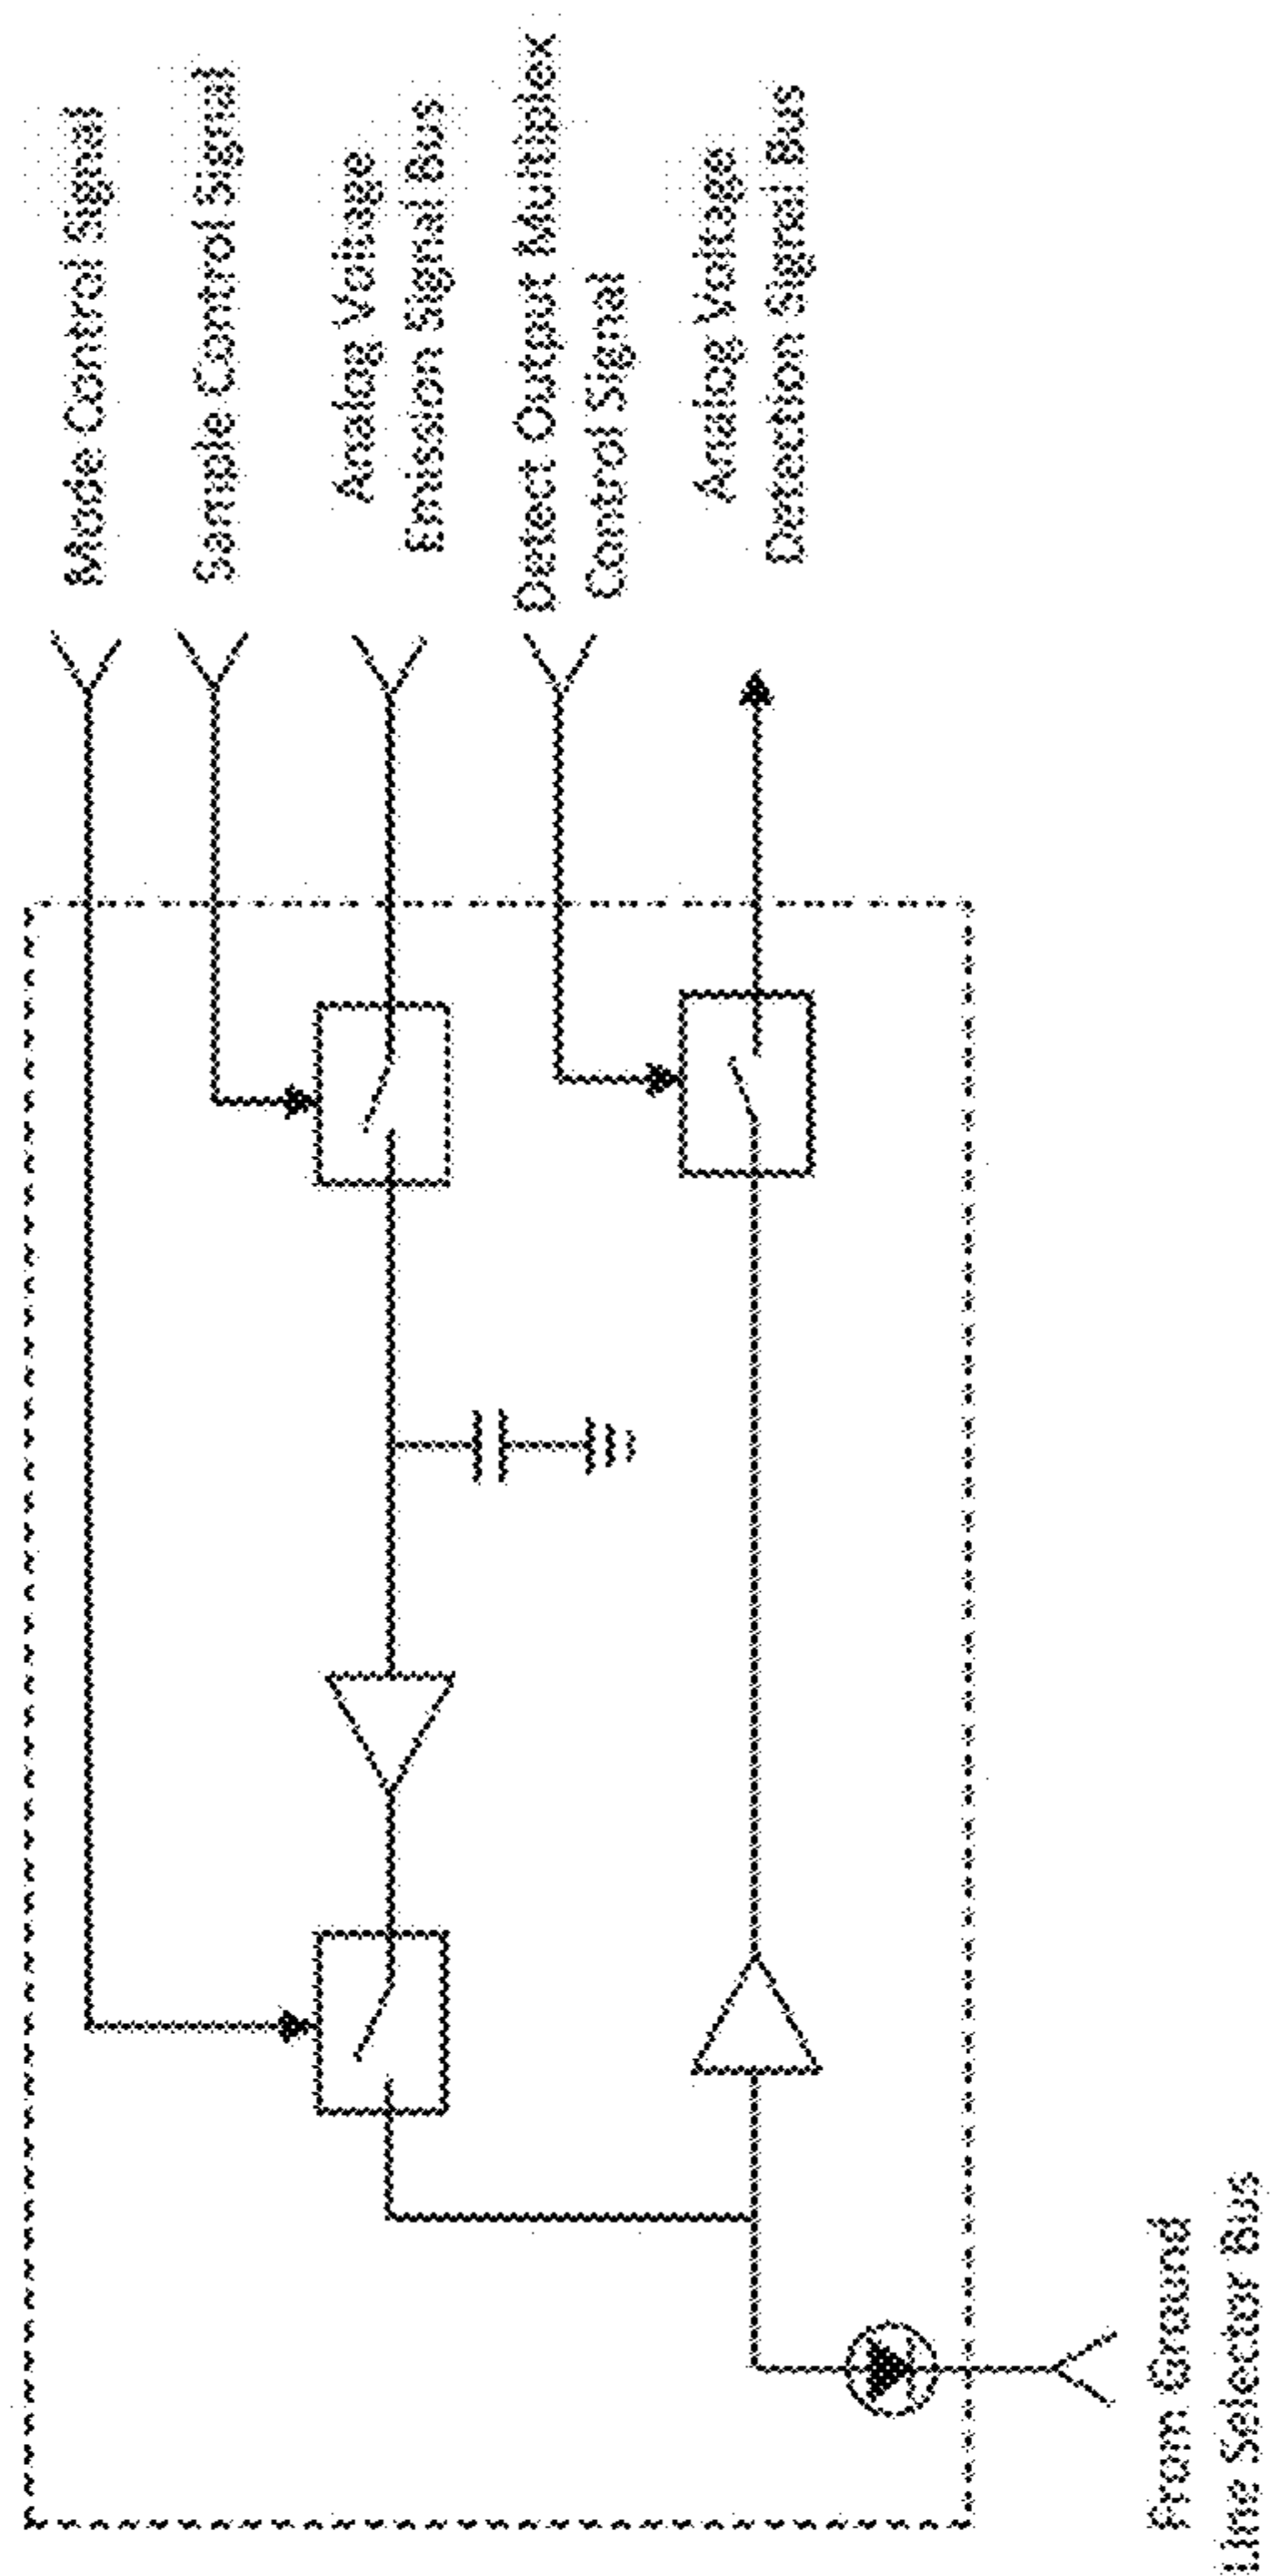 Mode Control Signal
Sample Control Signal
Analog Voltage
Emission Signal Bus
Detect Output Multiplex
Control Signal
Analog Voltage
Detection Signal Bus
From Ground
Line Selector Bus